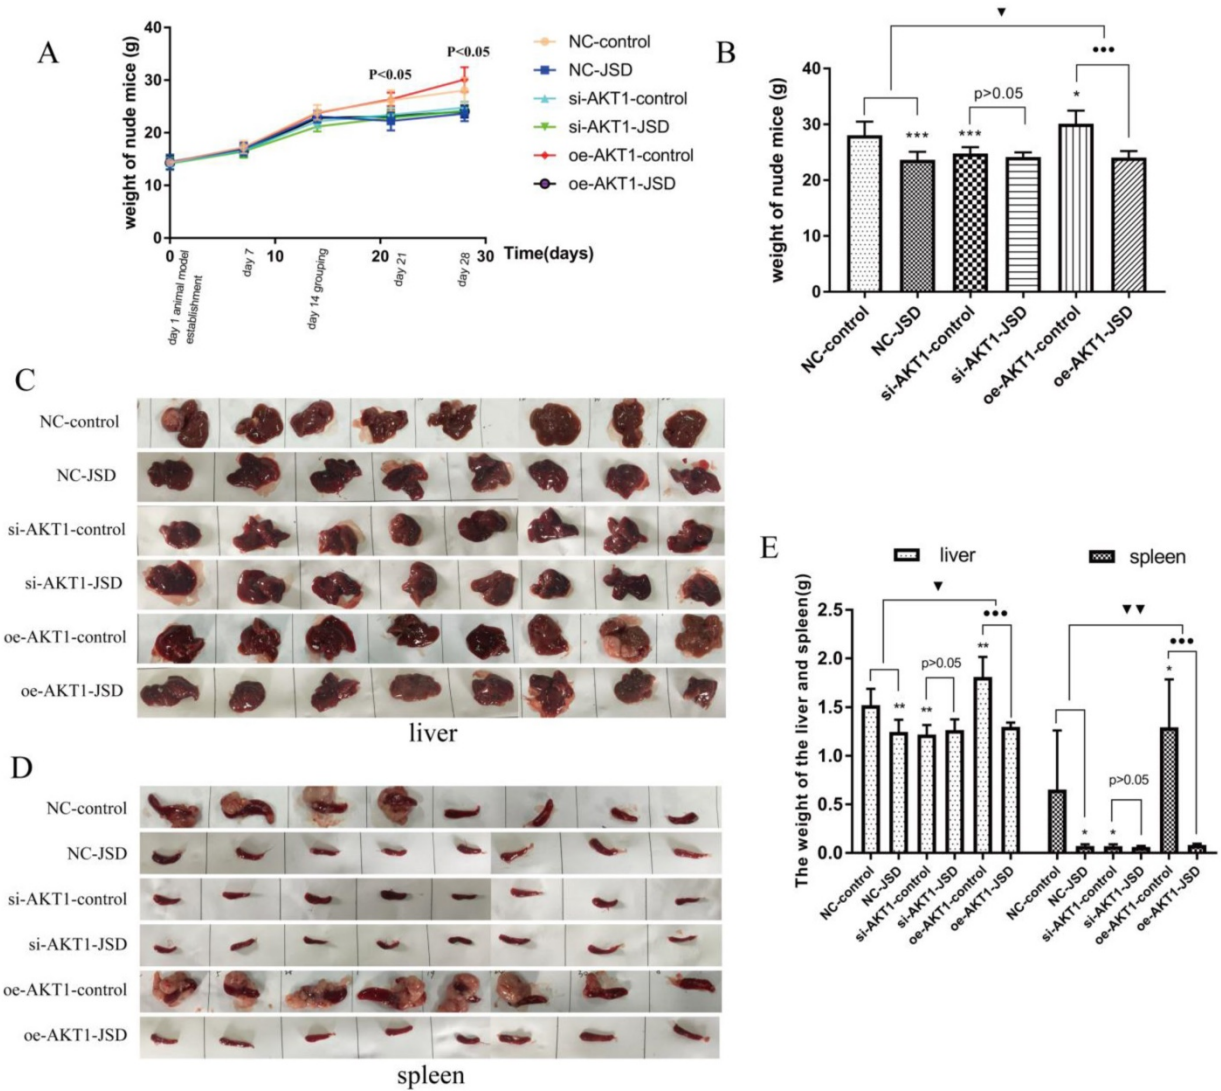 A
weight of nude mice (g)
40
30
20
10
0
P<0.05
P<0.05
0
10
20
30
Time(days)
day 1 animal model
establishment
day 7
day 14 grouping
day 21
day 28
NC-control
NC-JSD
si-AKT1-control
si-AKT1-JSD
oe-AKT1-control
oe-AKT1-JSD
B
weight of nude mice (g)
40
30
20
10
0
▼
•••
p>0.05
***
***
*
NC-control
NC-JSD
si-AKT1-control
si-AKT1-JSD
oe-AKT1-control
oe-AKT1-JSD
C
NC-control
NC-JSD
si-AKT1-control
si-AKT1-JSD
oe-AKT1-control
oe-AKT1-JSD
liver
D
NC-control
NC-JSD
si-AKT1-control
si-AKT1-JSD
oe-AKT1-control
oe-AKT1-JSD
spleen
E
liver
spleen
The weight of the liver and spleen(g)
2.5
2.0
1.5
1.0
0.5
0.0
▼
•••
**
p>0.05
**
**
▼▼
•••
*
p>0.05
*
*
NC-control
NC-JSD
si-AKT1-control
si-AKT1-JSD
oe-AKT1-control
oe-AKT1-JSD
NC-control
NC-JSD
si-AKT1-control
si-AKT1-JSD
oe-AKT1-control
oe-AKT1-JSD